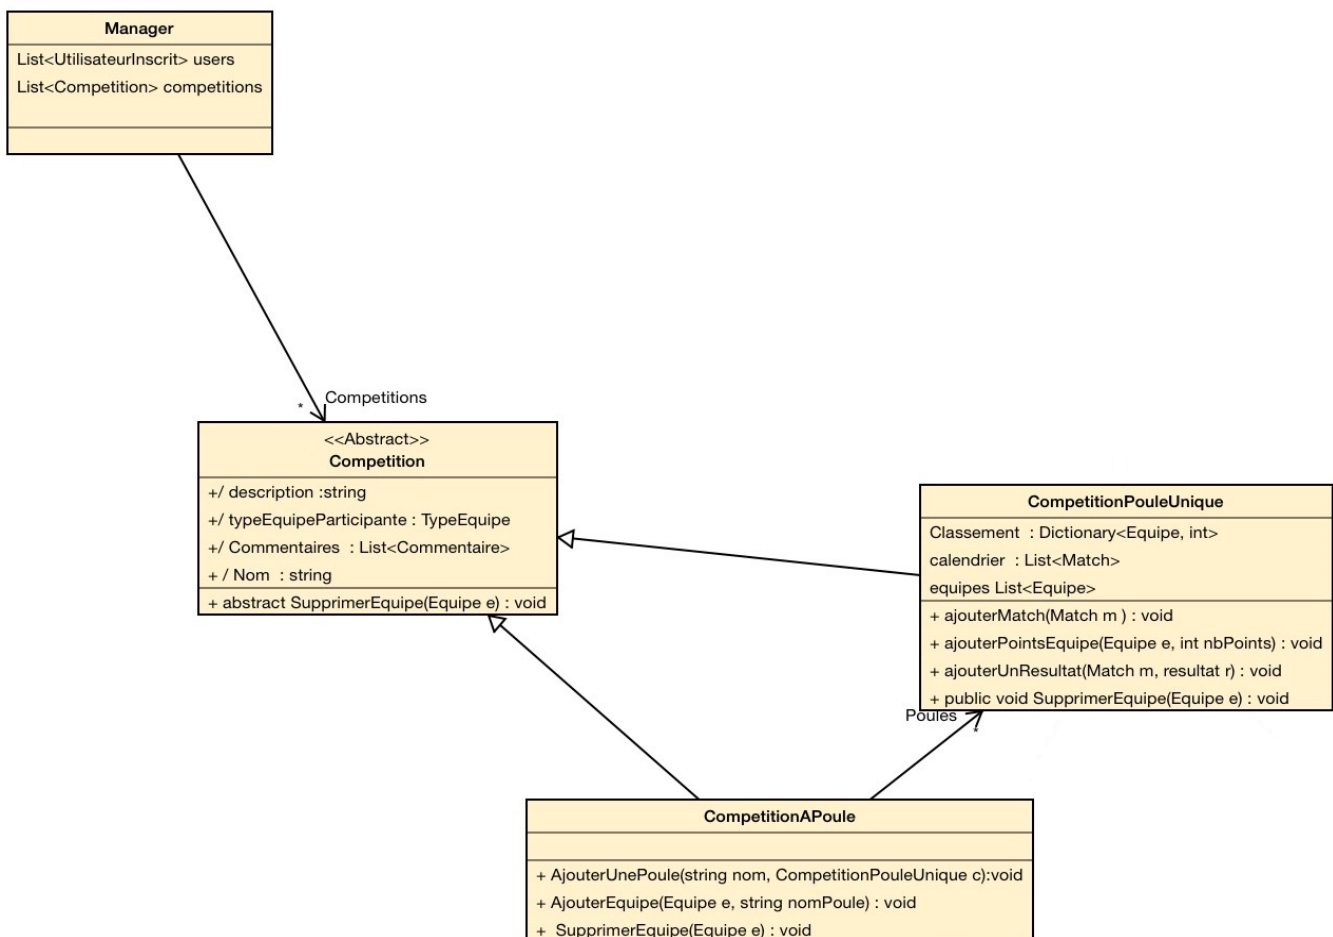 Manager
List<UtilisateurInscrit> users
List<Competition> competitions
Competitions
*
<<Abstract>>
Competition
+/ description :string
+/ typeEquipeParticipante : TypeEquipe
+/ Commentaires : List<Commentaire>
+ / Nom : string
+ abstract SupprimerEquipe(Equipe e) : void
CompetitionPouleUnique
Classement : Dictionary<Equipe, int>
calendrier : List<Match>
equipes List<Equipe>
+ ajouterMatch(Match m ) : void
+ ajouterPointsEquipe(Equipe e, int nbPoints) : void
+ ajouterUnResultat(Match m, resultat r) : void
+ public void SupprimerEquipe(Equipe e) : void
Poules
*
CompetitionAPoule
+ AjouterUnePoule(string nom, CompetitionPouleUnique c):void
+ AjouterEquipe(Equipe e, string nomPoule) : void
+ SupprimerEquipe(Equipe e) : void